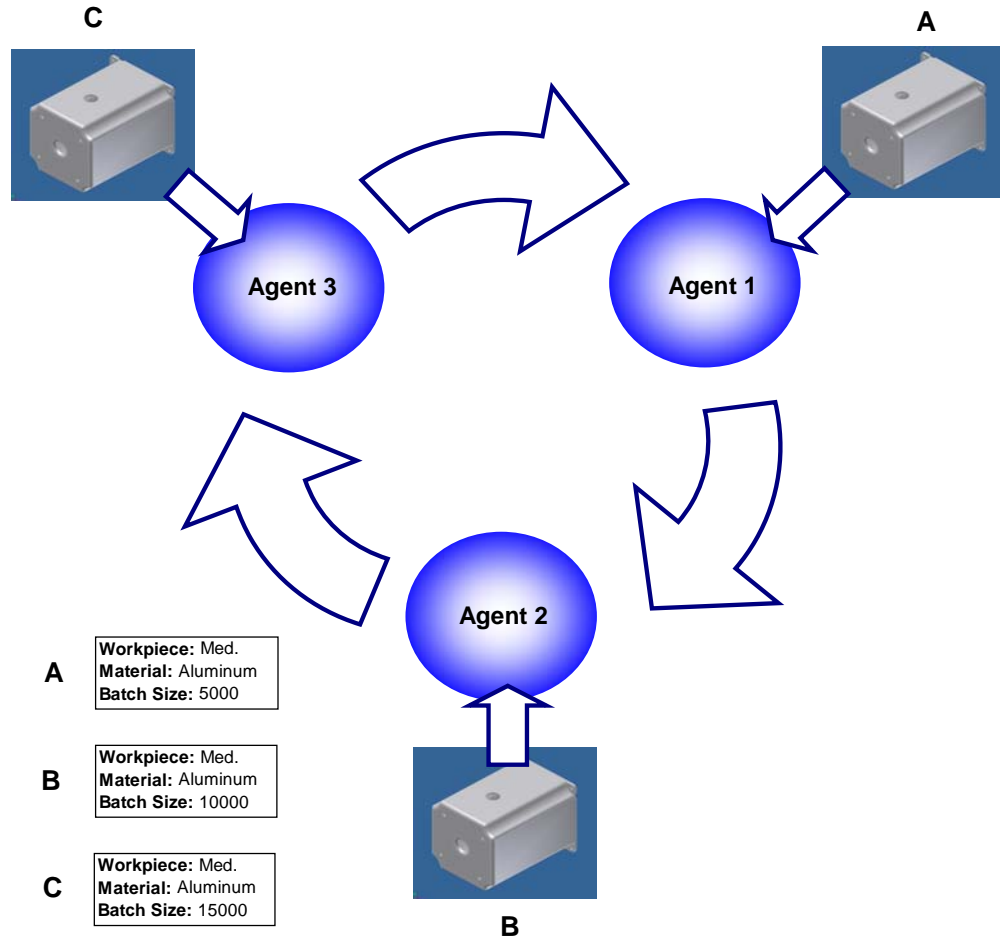 C
A
Agent 3
Agent 1
Agent 2
A
Workpiece: Med.
Material: Aluminum
Batch Size: 5000
B
Workpiece: Med.
Material: Aluminum
Batch Size: 10000
C
Workpiece: Med.
Material: Aluminum
Batch Size: 15000
B